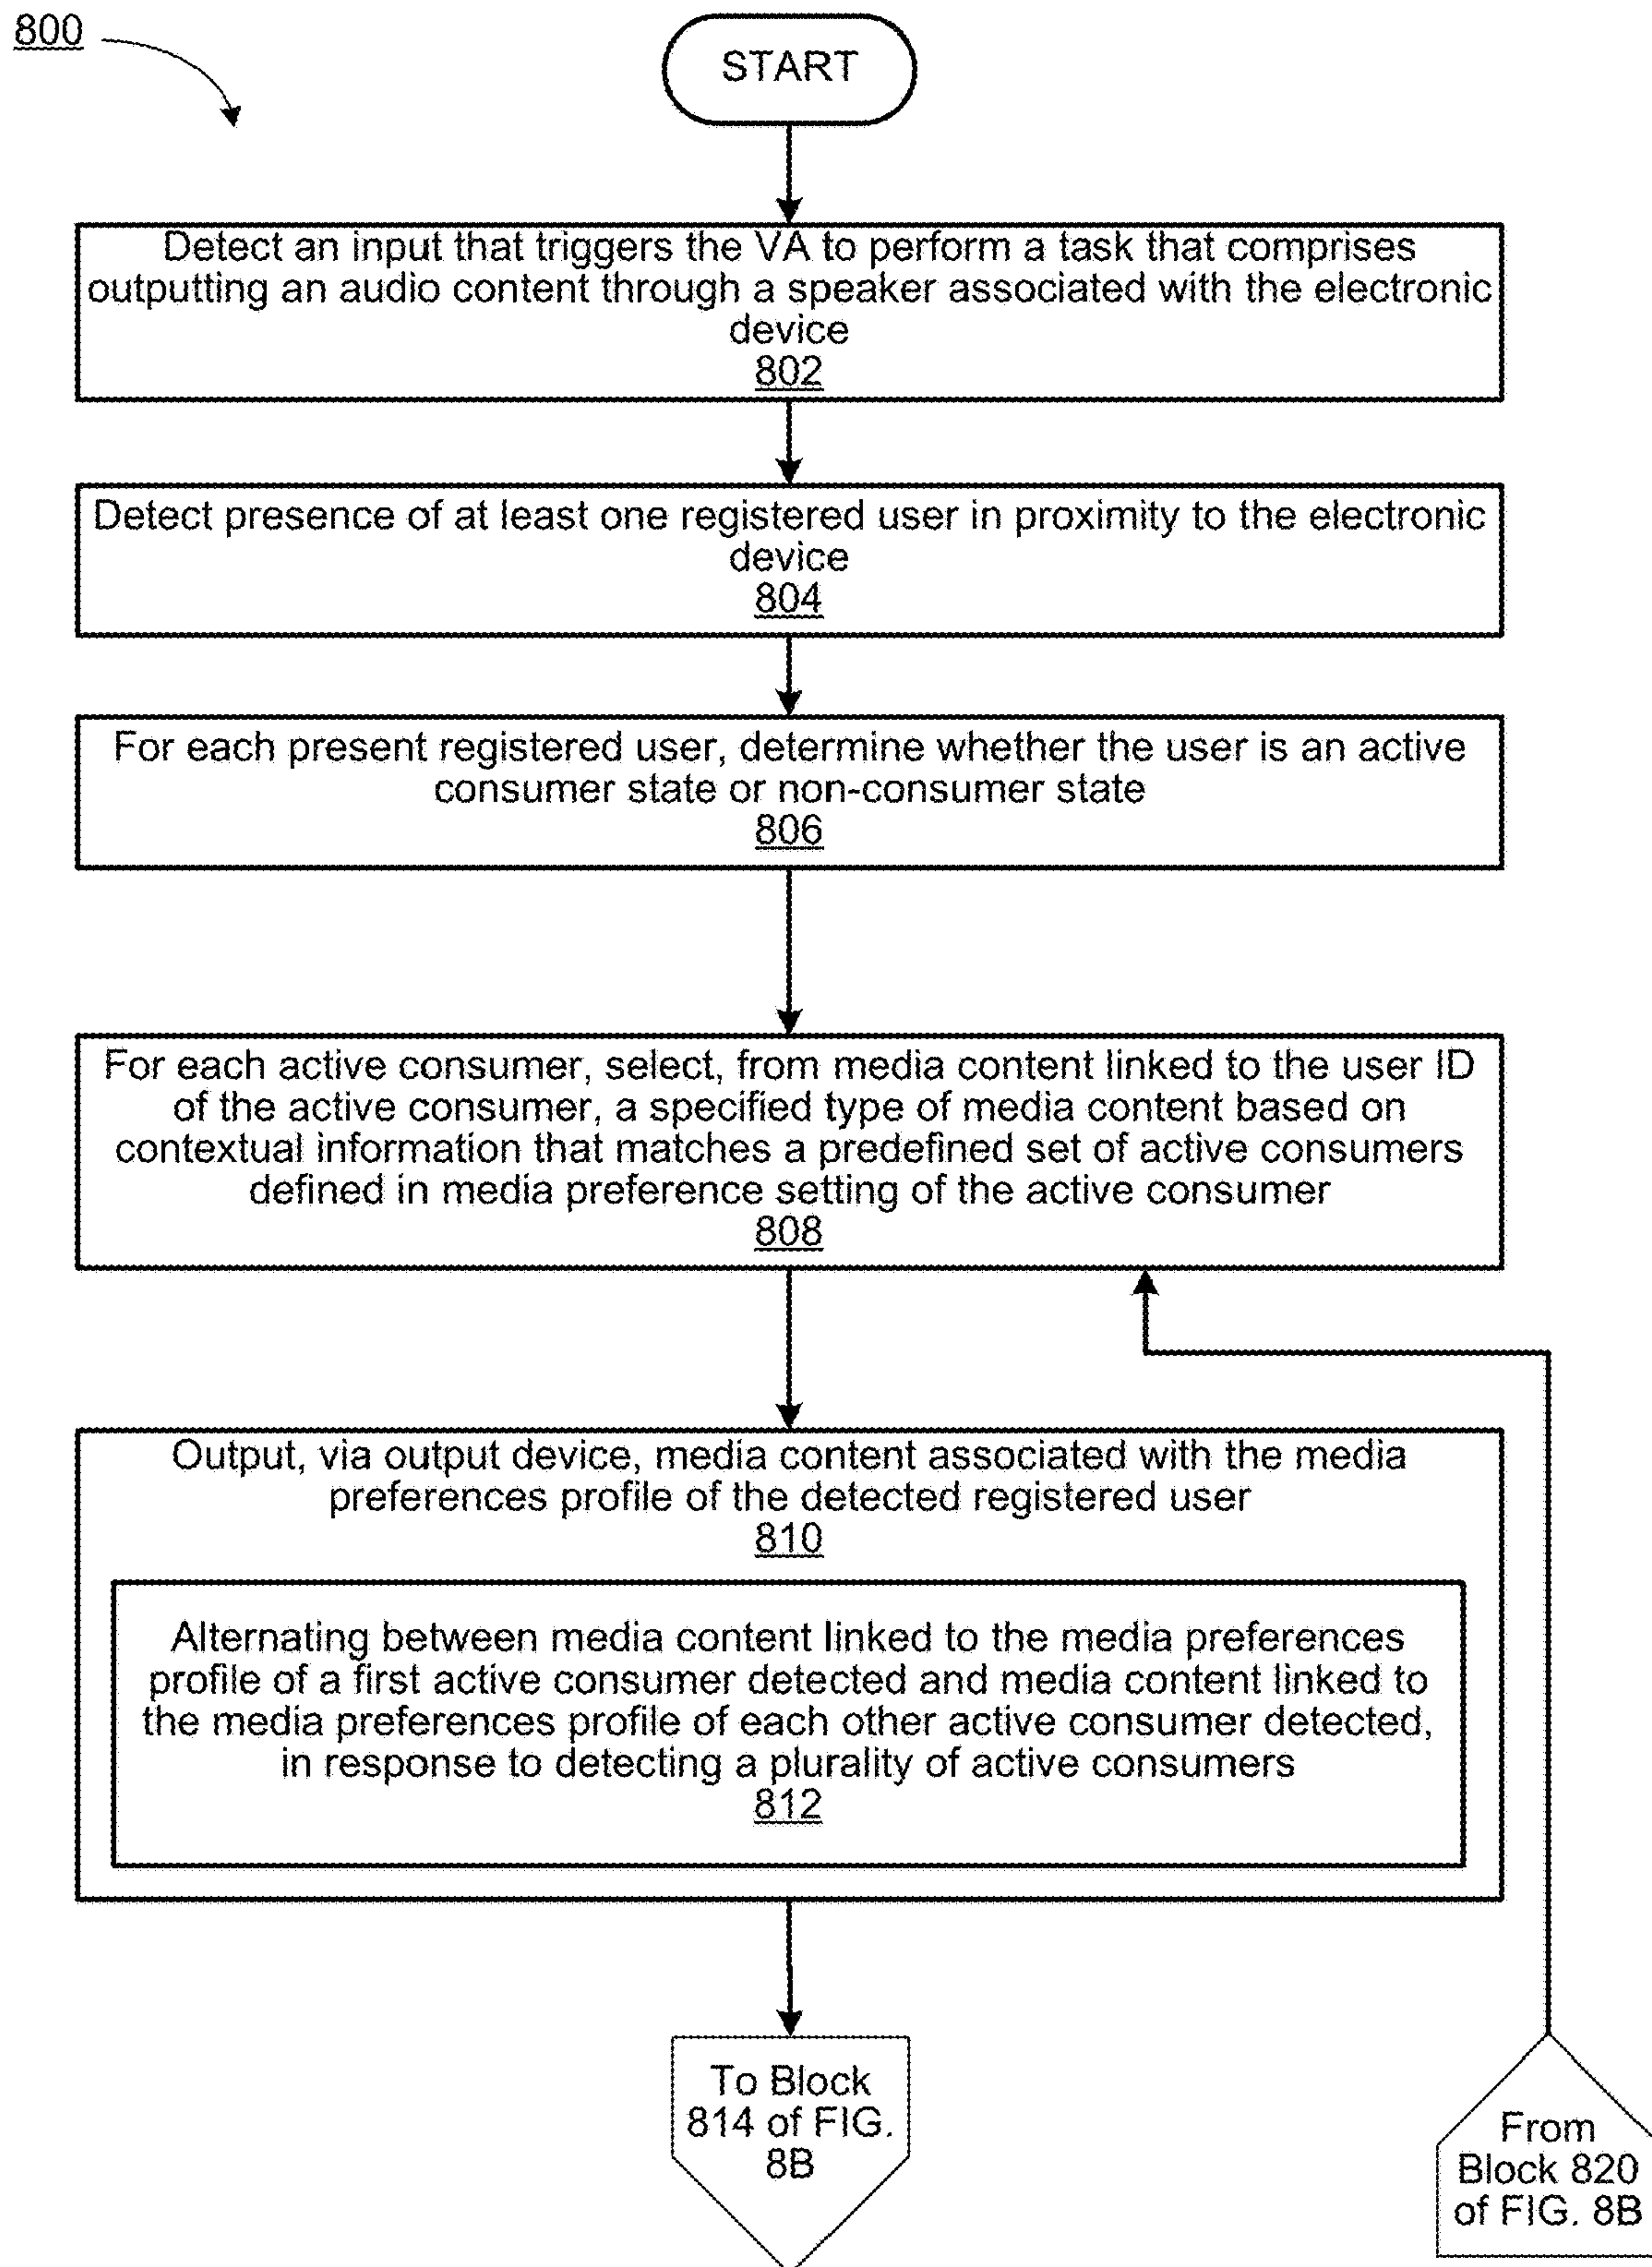 800
START
Detect an input that triggers the VA to perform a task that comprises
outputting an audio content through a speaker associated with the electronic
device
802
Detect presence of at least one registered user in proximity to the electronic
device
804
For each present registered user, determine whether the user is an active
consumer state or non-consumer state
806
For each active consumer, select, from media content linked to the user ID
of the active consumer, a specified type of media content based on
contextual information that matches a predefined set of active consumers
defined in media preference setting of the active consumer
808
Output, via output device, media content associated with the media
preferences profile of the detected registered user
810
Alternating between media content linked to the media preferences
profile of a first active consumer detected and media content linked to
the media preferences profile of each other active consumer detected,
in response to detecting a plurality of active consumers
812
To Block
814 of FIG.
8B
From
Block 820
of FIG. 8B